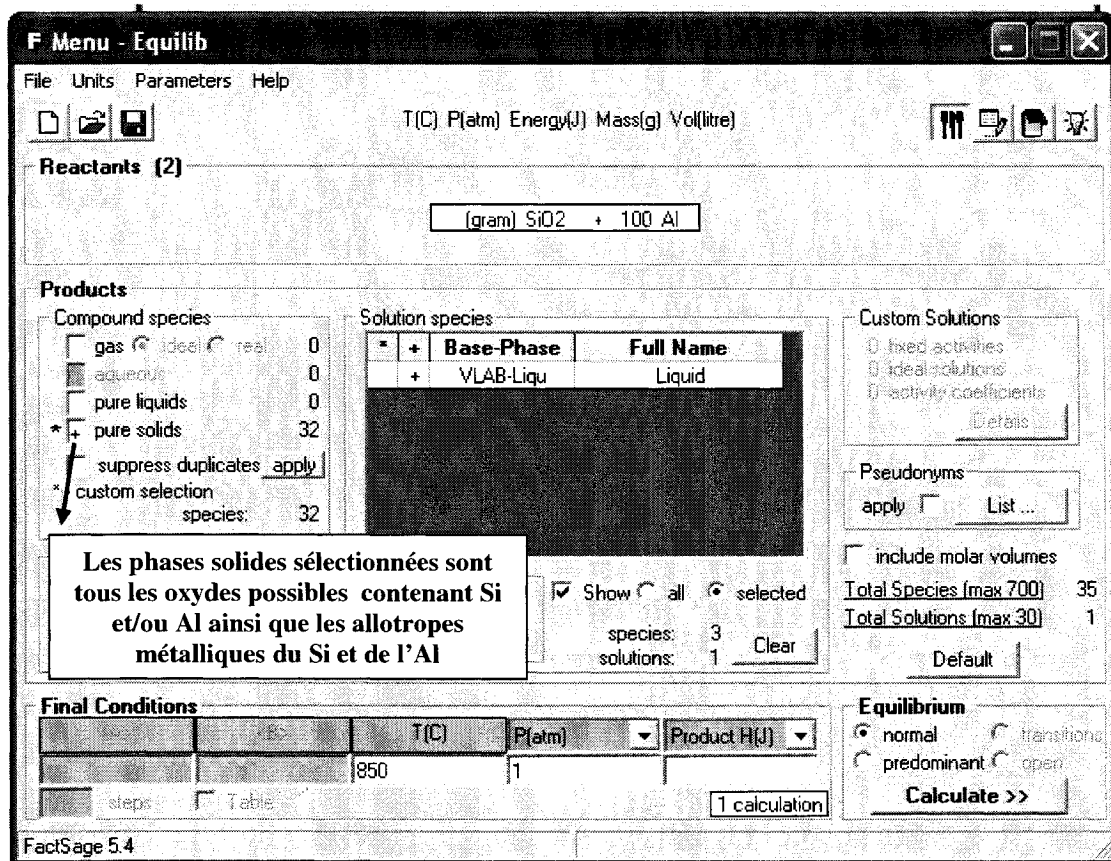 F Menu - Equilib
File Units Parameters Help
T(C) P(atm) Energy(J) Mass(g) Vol(litre)
Reactants (2)
(gram) SiO2 + 100 Al
Products
Compound species
gas ideal real 0
aqueous 0
pure liquids 0
* + pure solids 32
suppress duplicates apply
* custom selection
species: 32
Les phases solides sélectionnées sont
tous les oxydes possibles contenant Si
et/ou Al ainsi que les allotropes
métalliques du Si et de l'Al
Solution species
* + Base-Phase Full Name
+ VLAB-Liqu Liquid
Show all selected
species: 3
solutions: 1 Clear
Custom Solutions
0 fixed activities
0 ideal solutions
0 activity coefficients
Details ...
Pseudonyms
apply List ...
include molar volumes
Total Species (max 700) 35
Total Solutions (max 30) 1
Default
Final Conditions
<B> T(C) P(atm) Product H(J)
850 1
steps Table 1 calculation
Equilibrium
normal transitions
predominant open
Calculate >>
FactSage 5.4